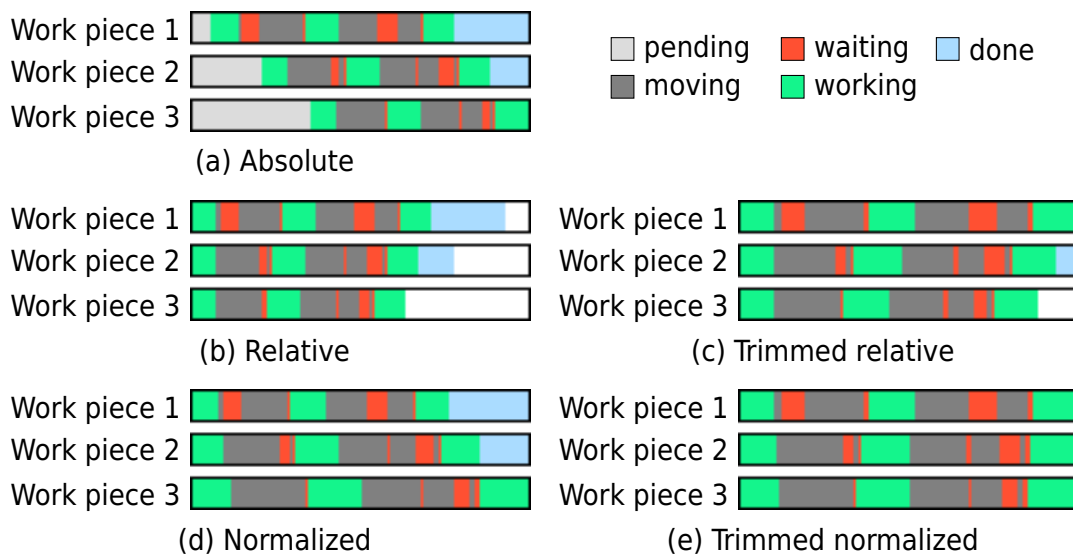 Work piece 1
Work piece 2
Work piece 3
(a) Absolute
pending waiting done
moving working
Work piece 1
Work piece 2
Work piece 3
(b) Relative
Work piece 1
Work piece 2
Work piece 3
(c) Trimmed relative
Work piece 1
Work piece 2
Work piece 3
(d) Normalized
Work piece 1
Work piece 2
Work piece 3
(e) Trimmed normalized